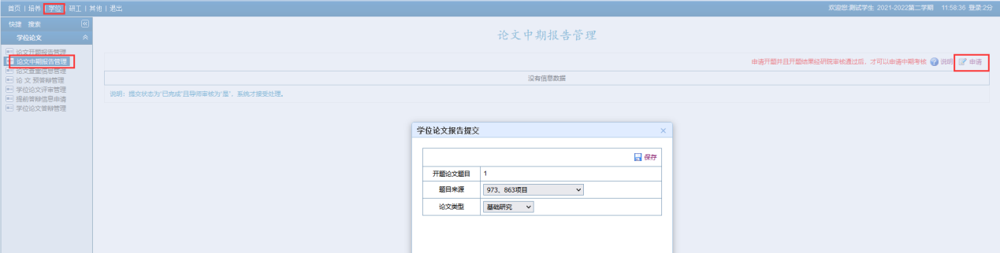 首页 | 培养 | 学位 | 研工 | 其他 | 退出
欢迎您:测试学生 2021-2022第二学期 11:58:36 登录:2分
快捷 搜索
学位论文
论文开题报告管理
论文中期报告管理
论文查重信息管理
论 文 预答辩管理
学位论文评审管理
提前答辩信息申请
学位论文答辩管理
论文中期报告管理
申请开题并且开题结果经研院审核通过后，才可以申请中期考核 说明 申请
没有信息数据
说明：提交状态为'已完成'且导师审核为'是'，系统才接受处理。
学位论文报告提交 ×
保存
开题论文题目 1
题目来源 973、863项目
论文类型 基础研究